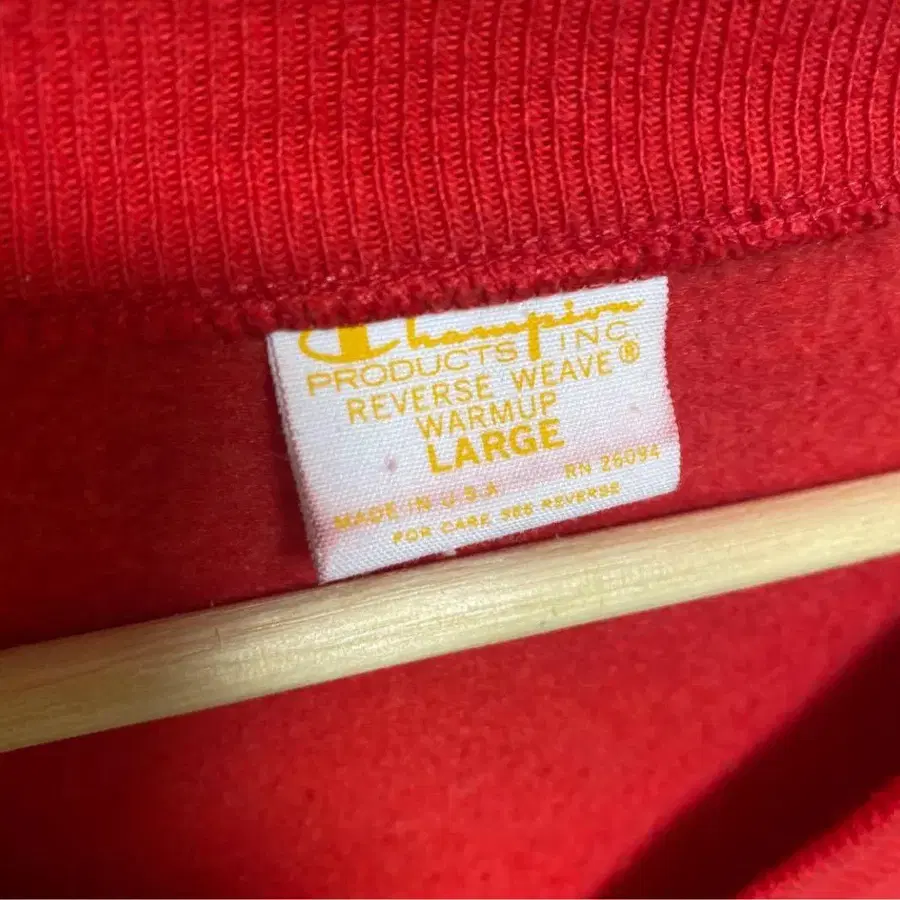 Champion
PRODUCTS INC.
REVERSE WEAVE®
WARMUP
LARGE
MADE IN U.S.A. RN 26094
FOR CARE SEE REVERSE